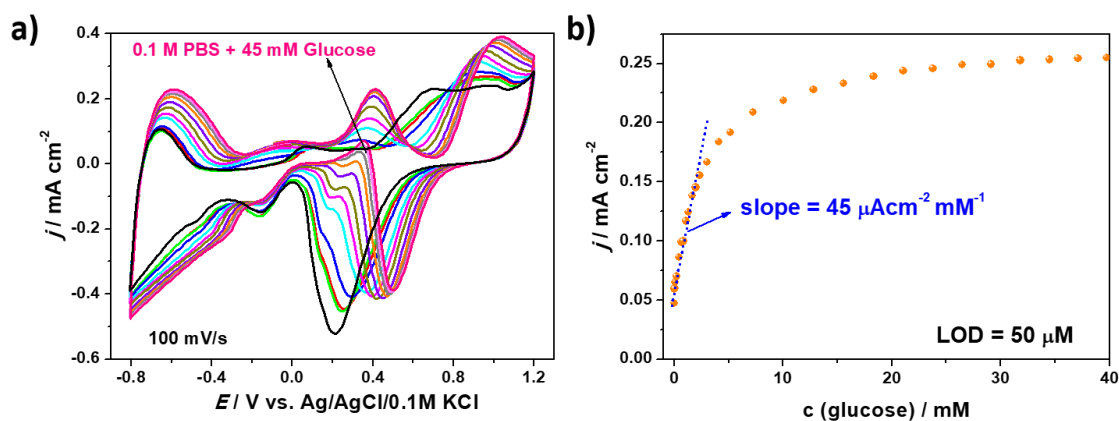 a)
0.4
0.2
0.0
-0.2
-0.4
-0.6
j / mA cm⁻²
0.1 M PBS + 45 mM Glucose
100 mV/s
-0.8 -0.4 0.0 0.4 0.8 1.2
E / V vs. Ag/AgCl/0.1M KCl
b)
0.25
0.20
0.15
0.10
0.05
0.00
j / mA cm⁻²
slope = 45 μAcm⁻² mM⁻¹
LOD = 50 μM
0 10 20 30 40
c (glucose) / mM